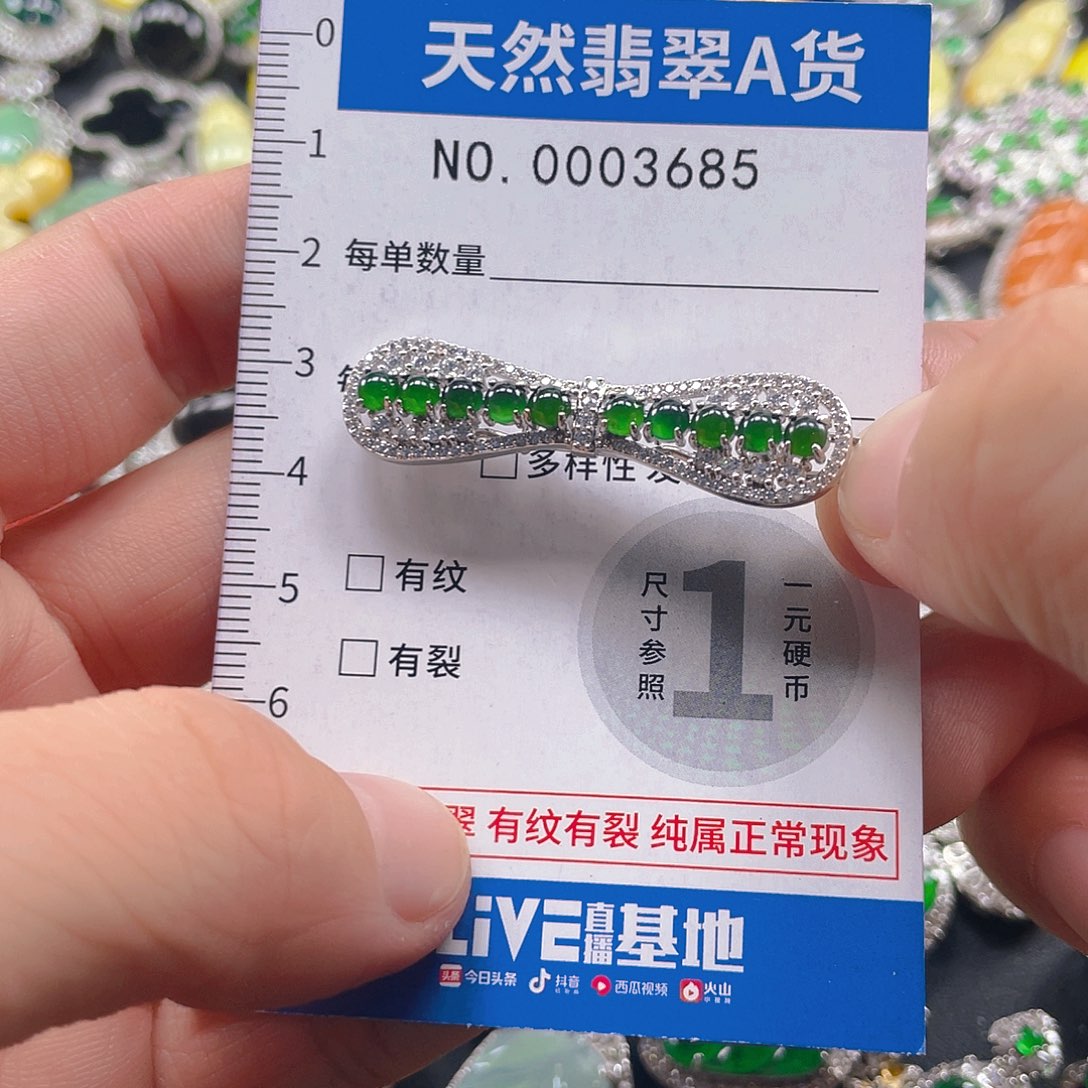 0
天然翡翠A货
1
NO. 0003685
2
每单数量
3
4
多样性
5
有纹
有裂
6
尺寸参照
1
一元硬币
翠 有纹有裂 纯属正常现象
LIVE直播基地
头条 今日头条 抖音 西瓜视频 火山